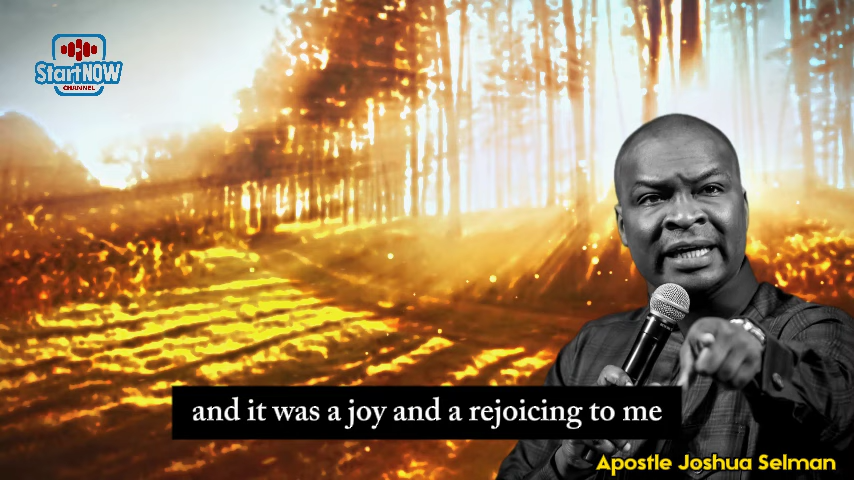 StartNOW
CHANNEL
and it was a joy and a rejoicing to me
Apostle Joshua Selman